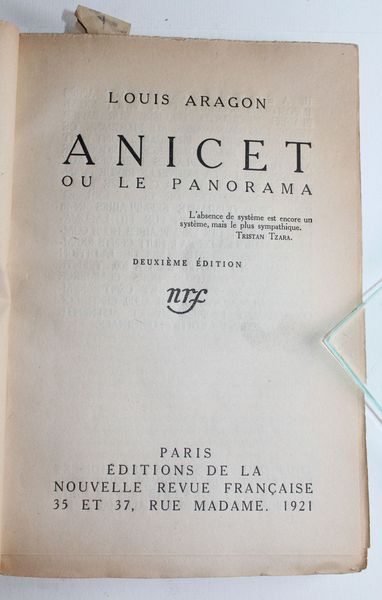 LOUIS ARAGON
ANICET
OU LE PANORAMA
L'absence de système est encore un
système, mais le plus sympathique.
TRISTAN TZARA.
DEUXIÈME ÉDITION
nrf
PARIS
ÉDITIONS DE LA
NOUVELLE REVUE FRANÇAISE
35 ET 37, RUE MADAME. 1921